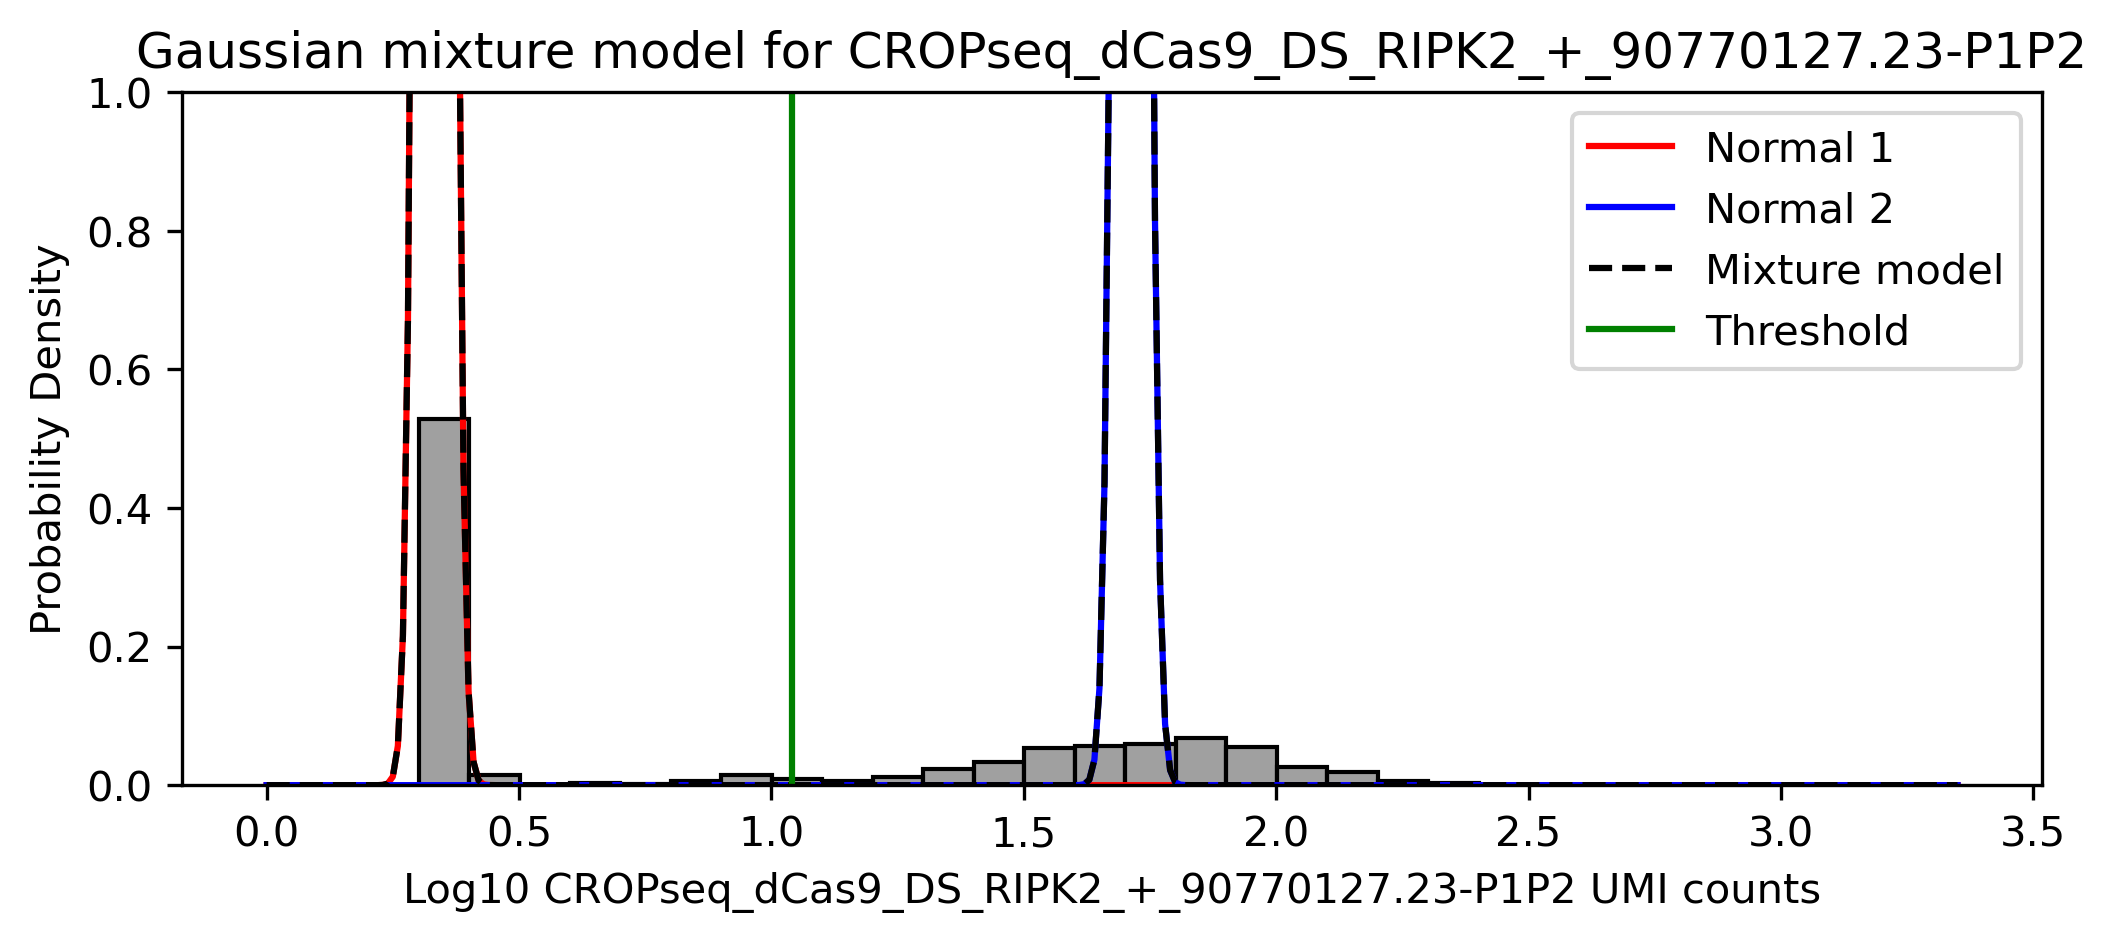 Gaussian mixture model for CROPseq_dCas9_DS_RIPK2_+_90770127.23-P1P2
1.0
0.8
0.6
0.4
0.2
0.0
Probability Density
Normal 1
Normal 2
Mixture model
Threshold
0.0 0.5 1.0 1.5 2.0 2.5 3.0 3.5
Log10 CROPseq_dCas9_DS_RIPK2_+_90770127.23-P1P2 UMI counts